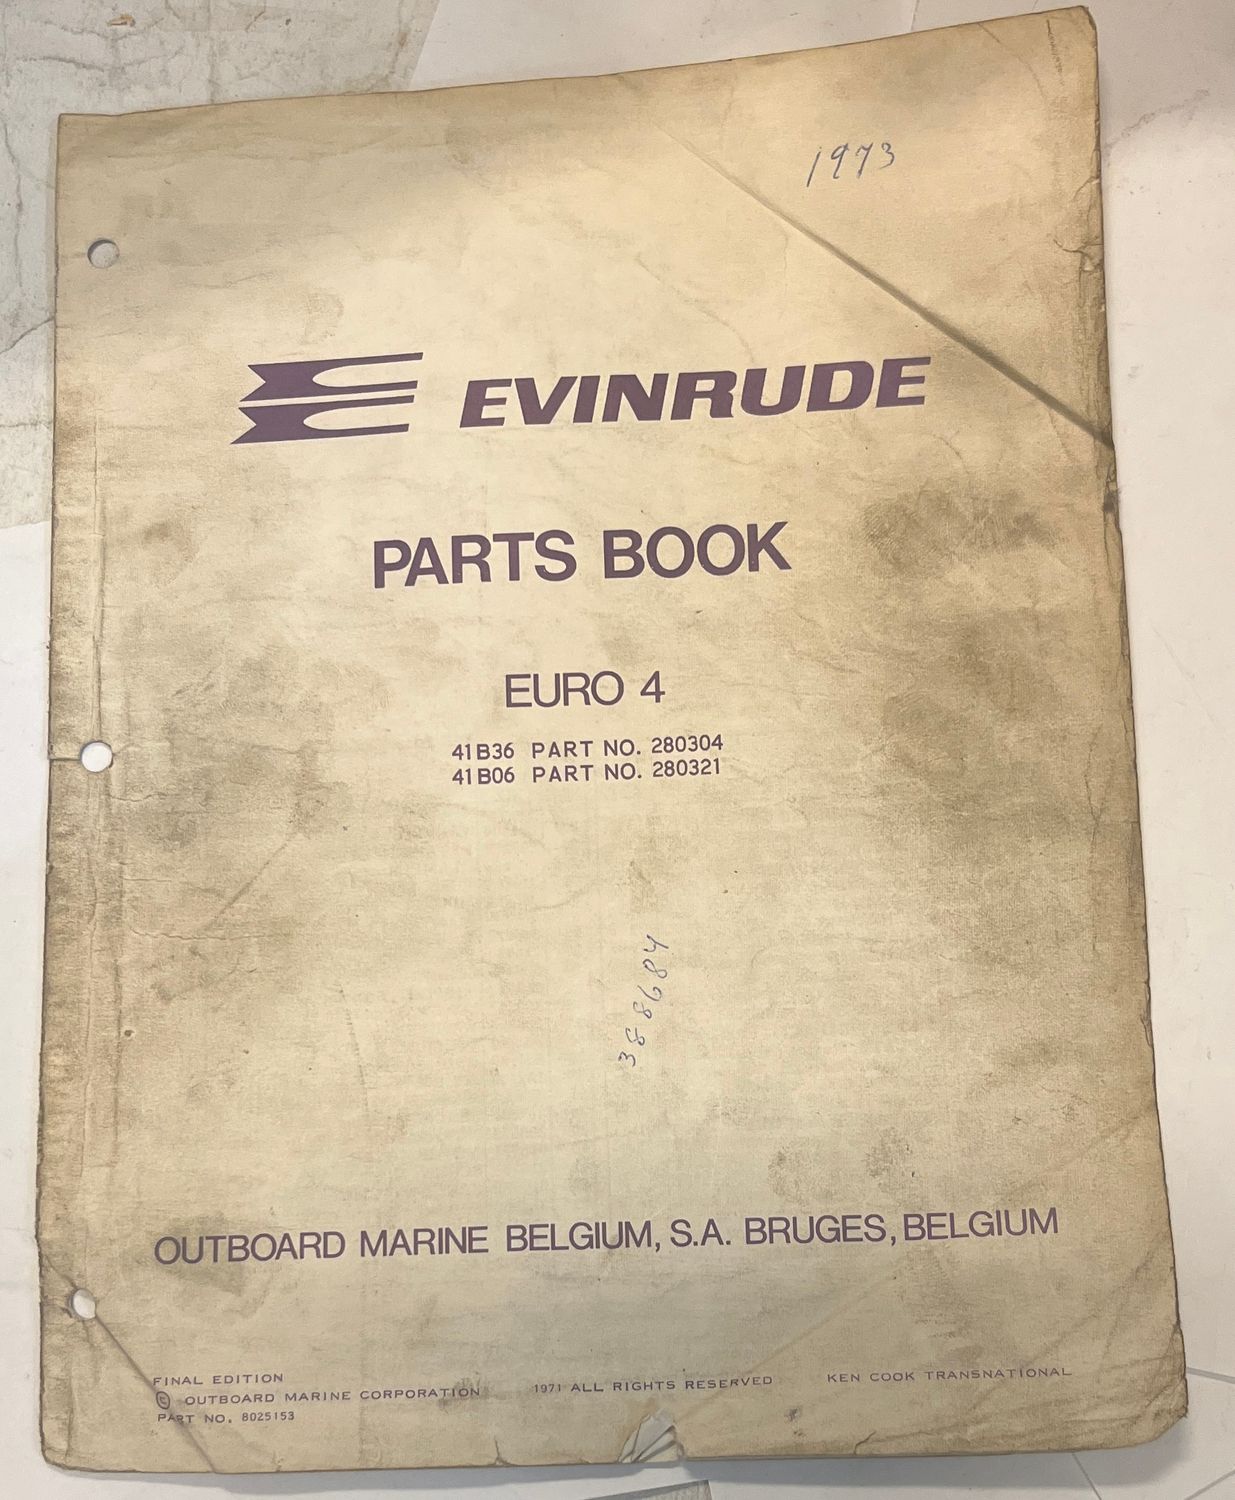 1973
EVINRUDE
PARTS BOOK
EURO 4
41B36 PART NO. 280304
41B06 PART NO. 280321
388684
OUTBOARD MARINE BELGIUM, S.A. BRUGES, BELGIUM
FINAL EDITION
© OUTBOARD MARINE CORPORATION 1971 ALL RIGHTS RESERVED KEN COOK TRANSNATIONAL
PART NO. 8025153